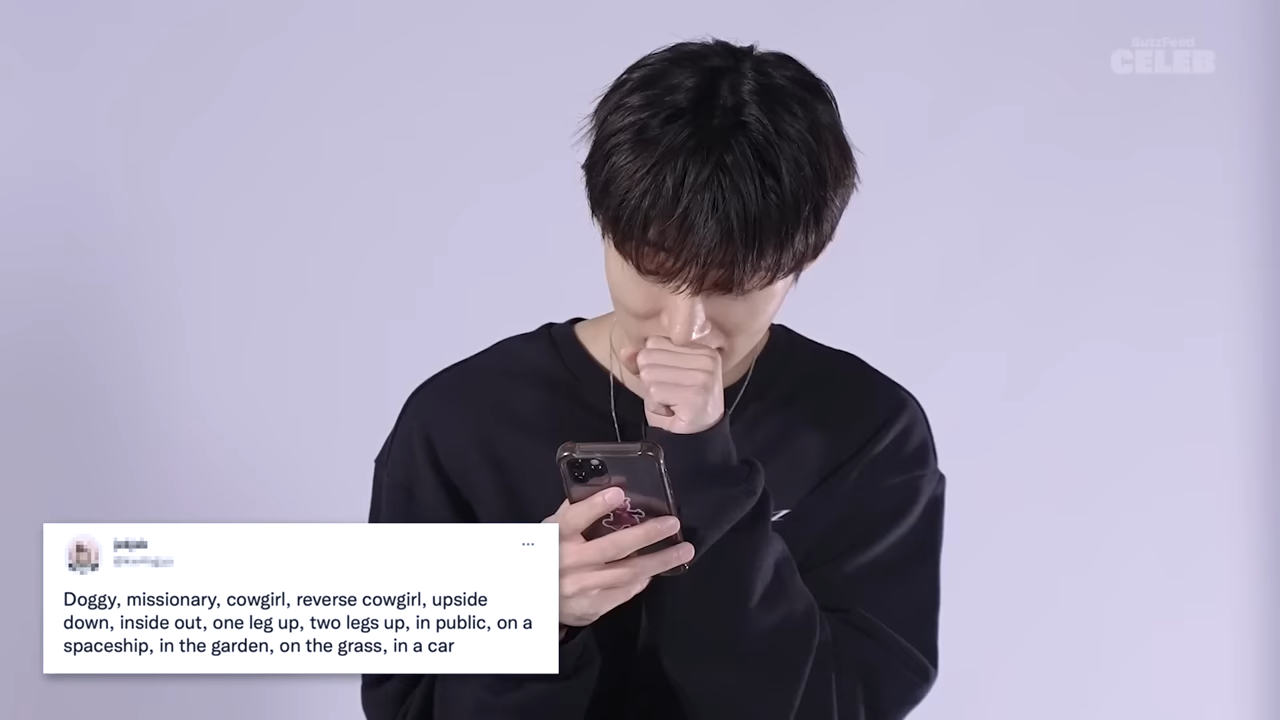 BuzzFeed
CELEB
Doggy, missionary, cowgirl, reverse cowgirl, upside
down, inside out, one leg up, two legs up, in public, on a
spaceship, in the garden, on the grass, in a car